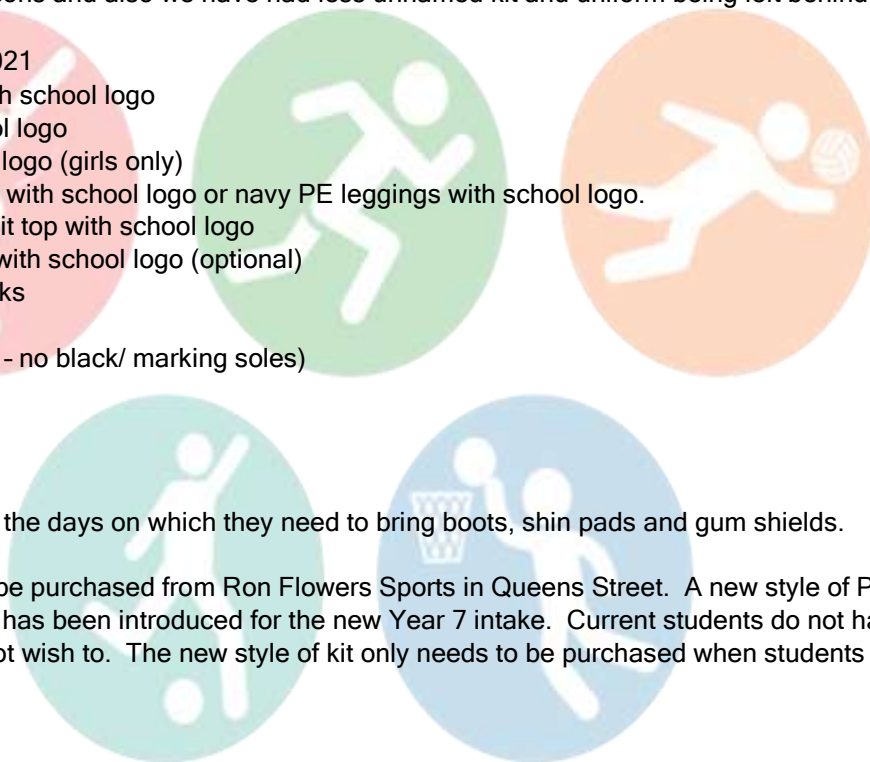 and also we have had less unnamed kit and uniform being left behind
021
school logo
logo
logo (girls only)
with school logo or navy PE leggings with school logo.
top with school logo
with school logo (optional)
– no black/ marking soles)
the days on which they need to bring boots, shin pads and gum shields.
be purchased from Ron Flowers Sports in Queens Street. A new style of P
has been introduced for the new Year 7 intake. Current students do not ha
wish to. The new style of kit only needs to be purchased when students